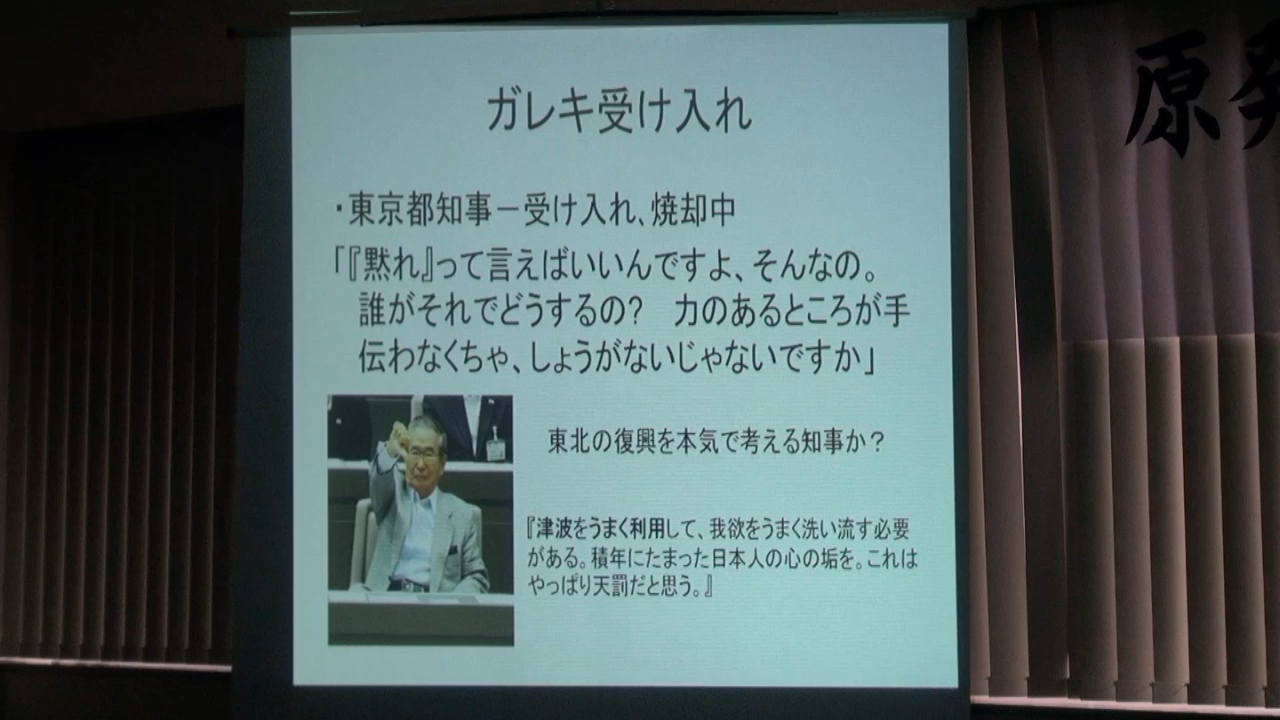 ガレキ受け入れ
・東京都知事－受け入れ、焼却中
「『黙れ』って言えばいいんですよ、そんなの。
誰がそれでどうするの?　力のあるところが手
伝わなくちゃ、しょうがないじゃないですか」
東北の復興を本気で考える知事か？
『津波をうまく利用して、我欲をうまく洗い流す必要
がある。積年にたまった日本人の心の垢を。これは
やっぱり天罰だと思う。』
原発